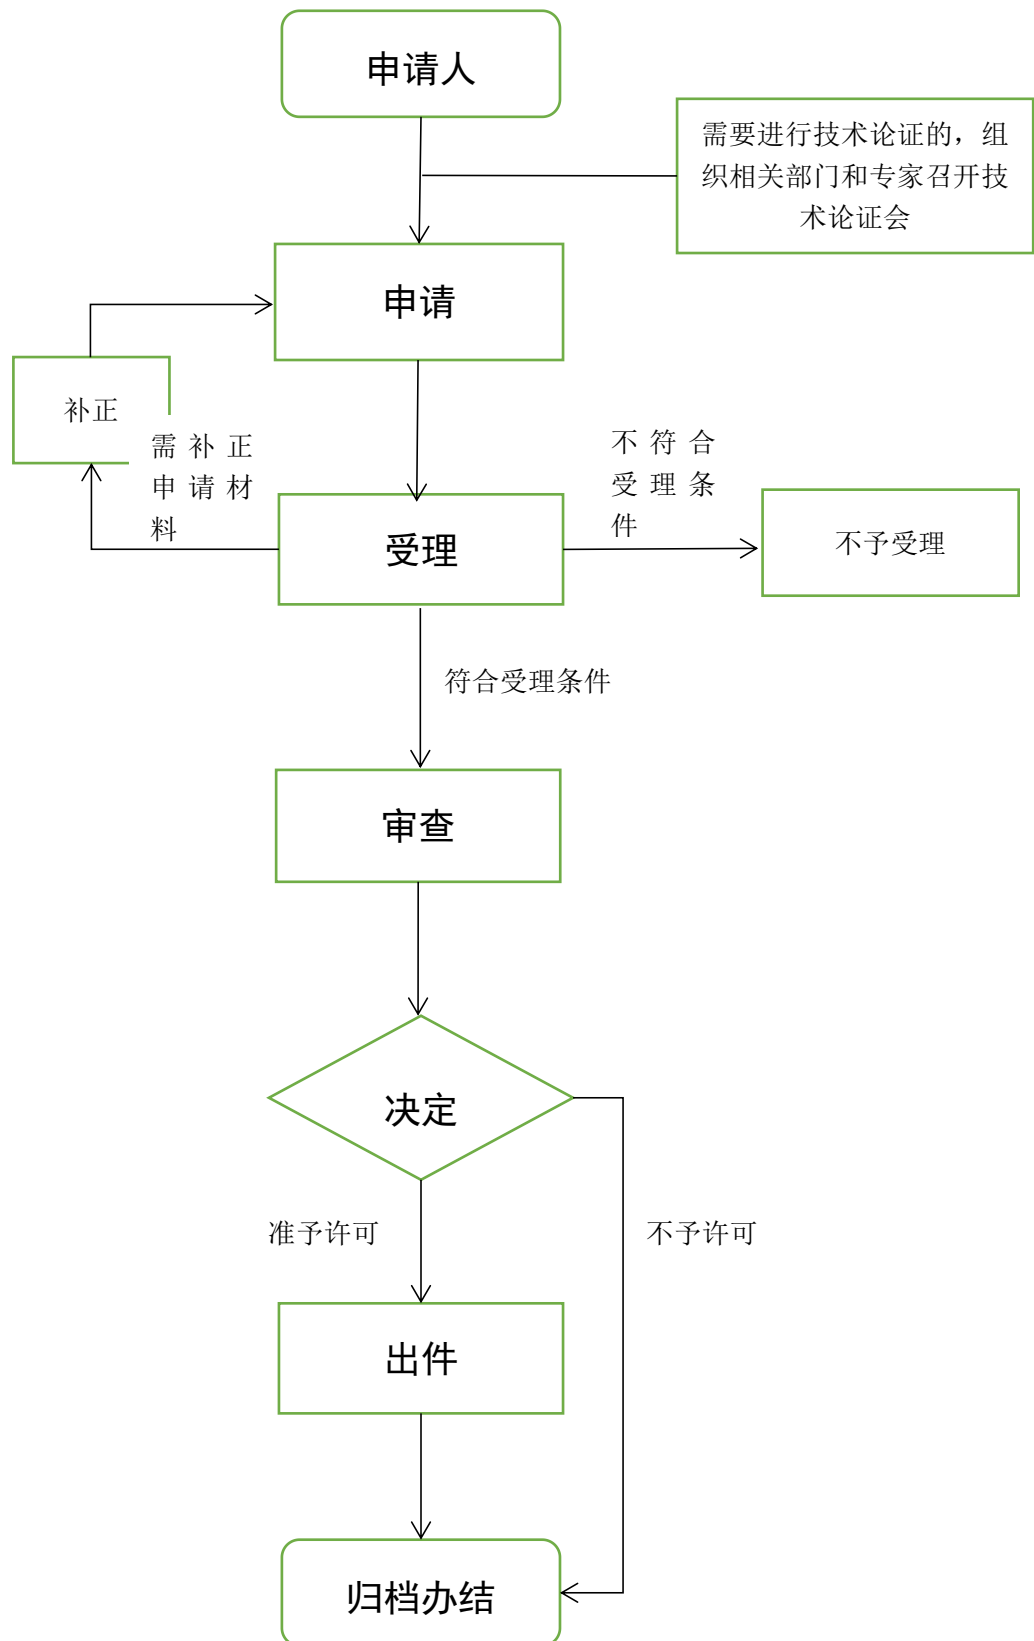 申请人
需要进行技术论证的，组
织相关部门和专家召开技
术论证会
申请
补正
需补正
申请材
料
不符合
受理条
件
受理
不予受理
符合受理条件
审查
决定
准予许可
不予许可
出件
归档办结